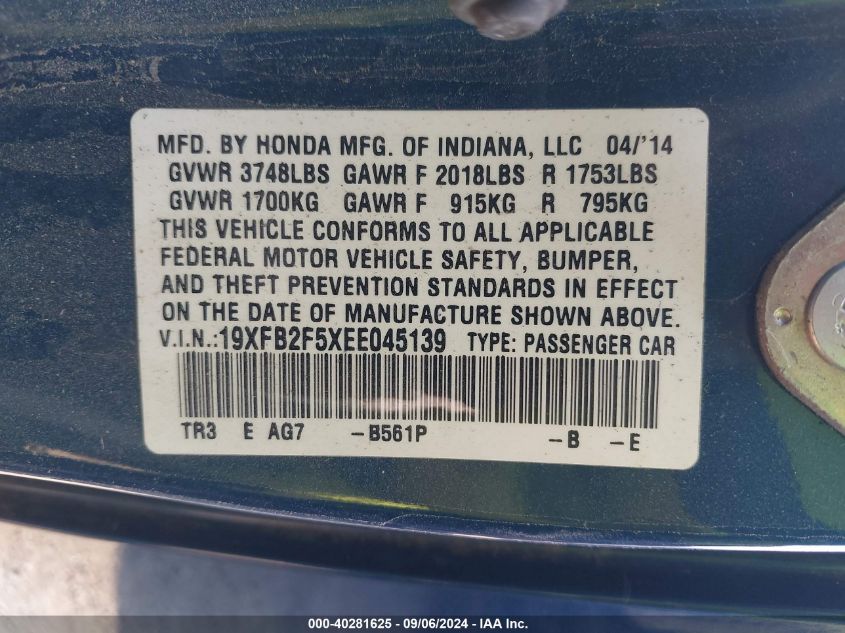 MFD. BY HONDA MFG. OF INDIANA, LLC 04/'14
GVWR 3748LBS GAWR F 2018LBS R 1753LBS
GVWR 1700KG GAWR F 915KG R 795KG
THIS VEHICLE CONFORMS TO ALL APPLICABLE
FEDERAL MOTOR VEHICLE SAFETY, BUMPER,
AND THEFT PREVENTION STANDARDS IN EFFECT
ON THE DATE OF MANUFACTURE SHOWN ABOVE.
V.I.N.:19XFB2F5XEE045139 TYPE: PASSENGER CAR
TR3 E AG7 -B561P -B -E
000-40281625 - 09/06/2024 - IAA Inc.